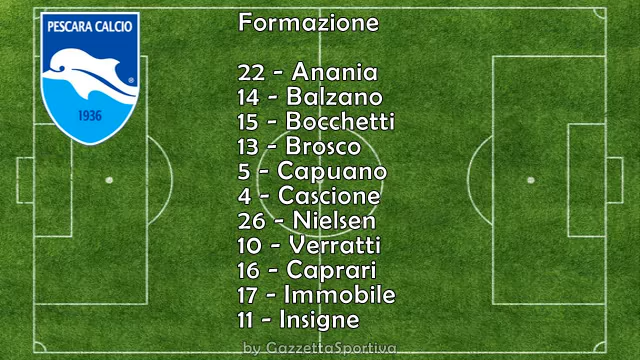 PESCARA CALCIO
®
1936
Formazione
22 - Anania
14 - Balzano
15 - Bocchetti
13 - Brosco
5 - Capuano
4 - Cascione
26 - Nielsen
10 - Verratti
16 - Caprari
17 - Immobile
11 - Insigne
by GazzettaSportiva